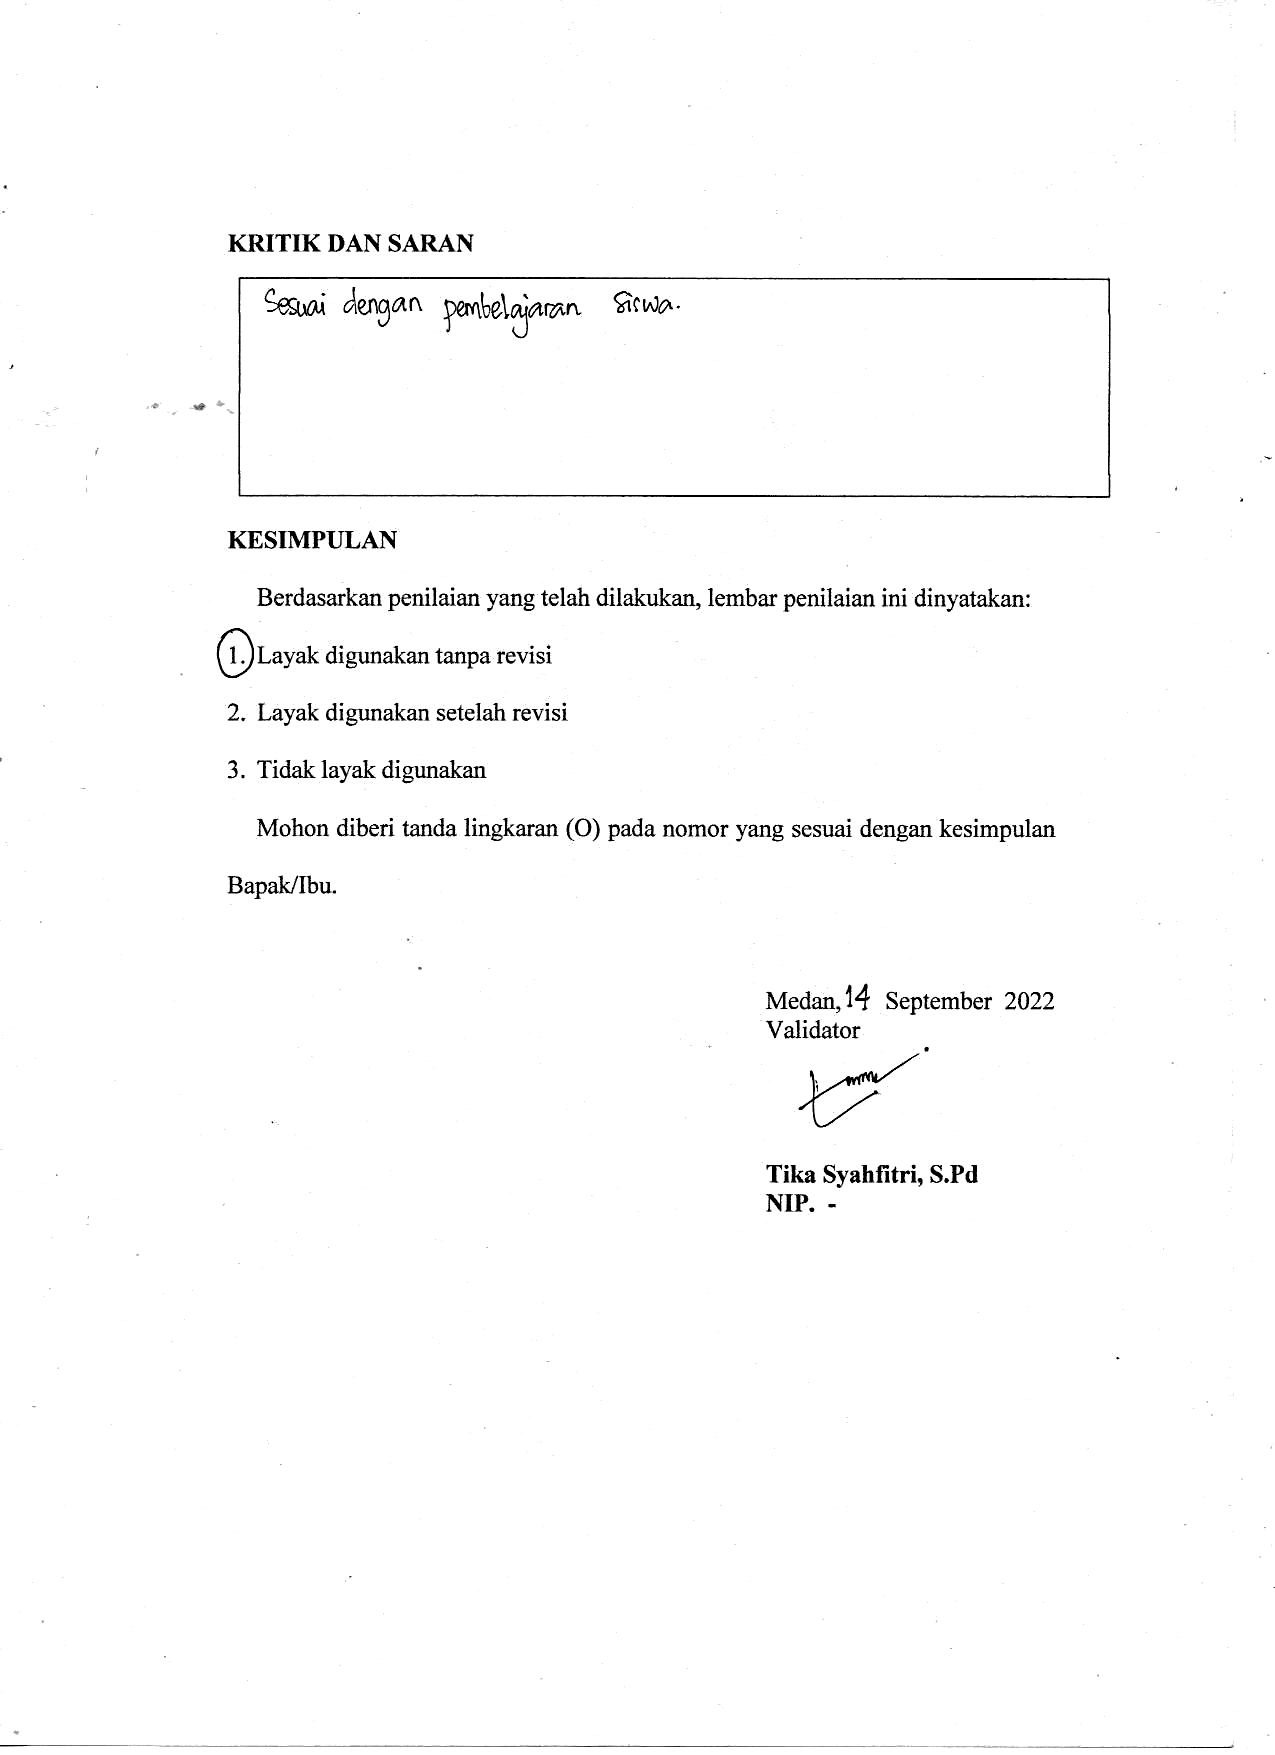 KRITIK DAN SARAN
Sesuai dengan pembelajaran siswa.
KESIMPULAN
Berdasarkan penilaian yang telah dilakukan, lembar penilaian ini dinyatakan:
1. Layak digunakan tanpa revisi
2. Layak digunakan setelah revisi
3. Tidak layak digunakan
Mohon diberi tanda lingkaran (O) pada nomor yang sesuai dengan kesimpulan
Bapak/Ibu.
Medan, 14 September 2022
Validator
Tika Syahfitri, S.Pd
NIP. -